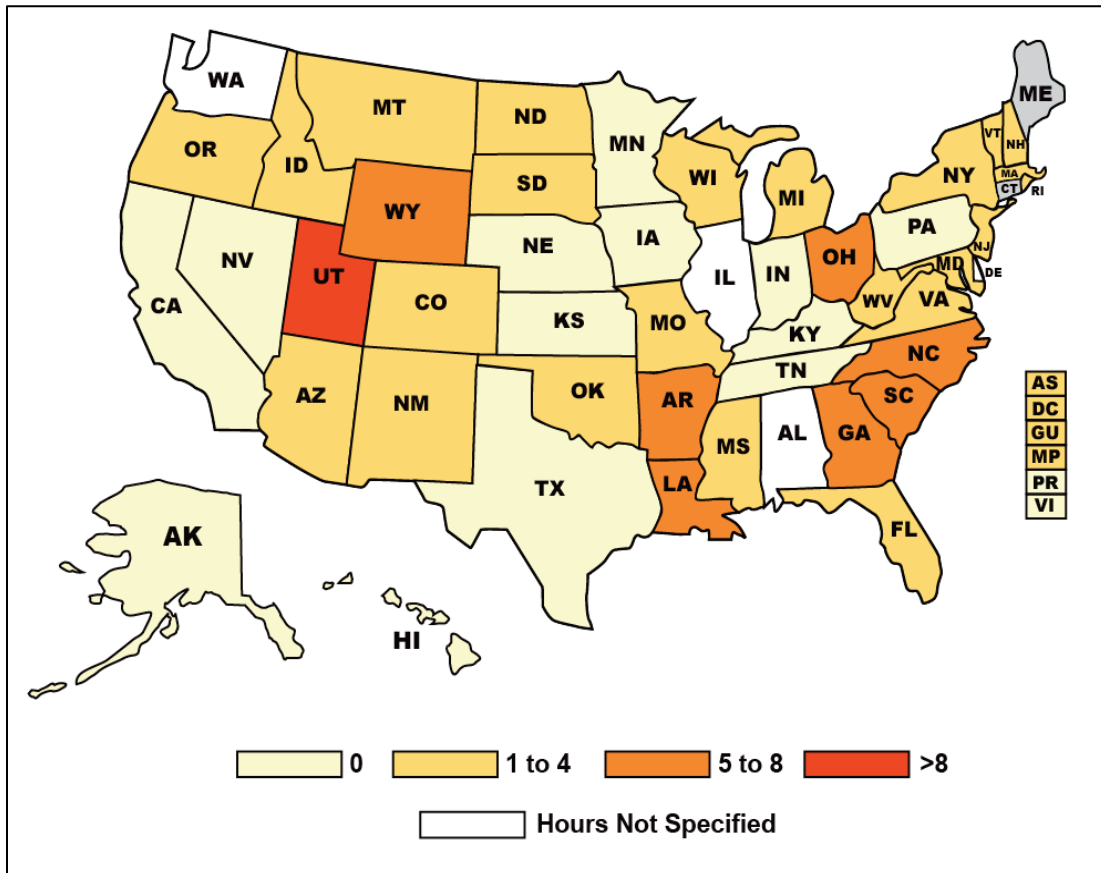 WA
ME
MT
ND
VT
NH
OR
ID
MN
WI
NY
MA
CT
RI
SD
MI
WY
PA
NJ
NE
IA
OH
MD
DE
NV
UT
IL
IN
WV
VA
CA
CO
KS
MO
KY
NC
TN
AZ
NM
OK
AR
SC
MS
AL
GA
LA
TX
FL
AS
DC
GU
MP
PR
VI
AK
HI
0
1 to 4
5 to 8
>8
Hours Not Specified